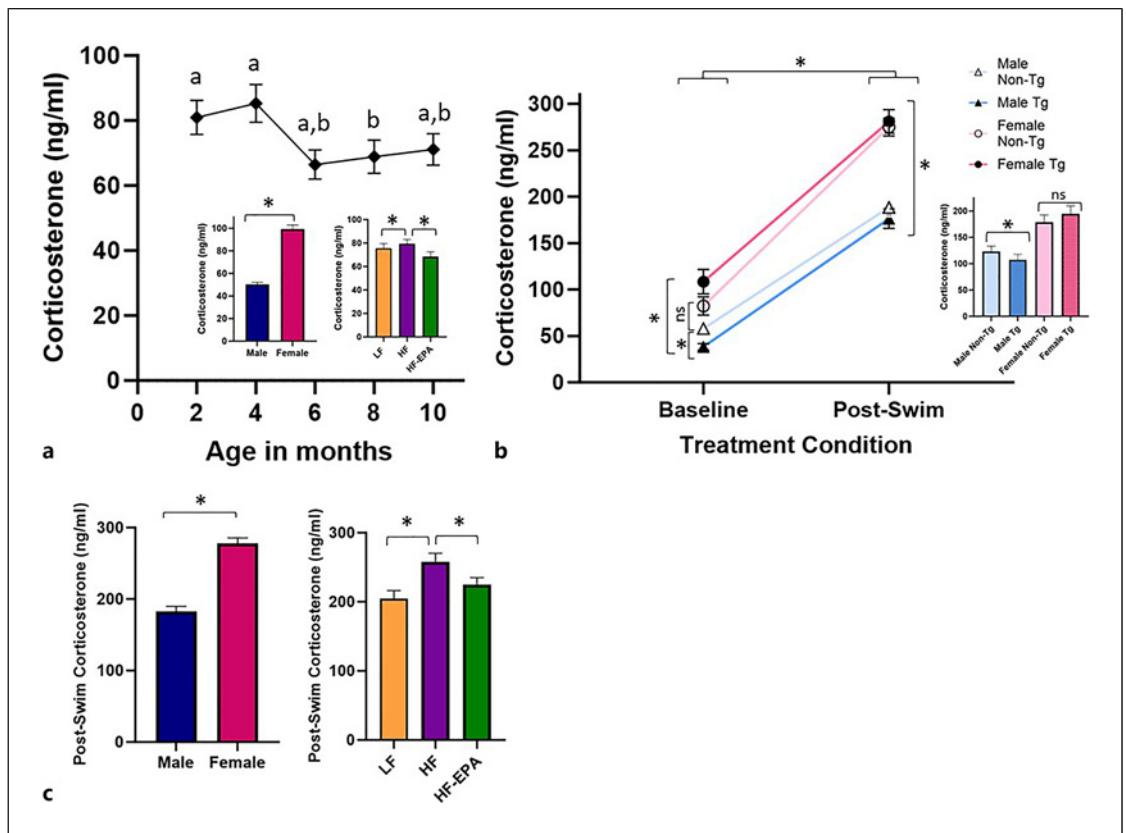 100
80
60
40
20
0
Corticosterone (ng/ml)
a
a
a,b
b
a,b
0
2
4
6
8
10
Age in months
a
*
100
80
60
40
20
0
Corticosterone (ng/ml)
Male
Female
*
*
100
80
60
40
20
0
Corticosterone (ng/ml)
LF
HF
HF-EPA
*
300
250
200
150
100
50
0
Corticosterone (ng/ml)
*
ns
*
*
Baseline
Post-Swim
Treatment Condition
b
Male
Non-Tg
Male Tg
Female
Non-Tg
Female Tg
ns
*
200
150
100
50
0
Corticosterone (ng/ml)
Male Non-Tg
Male Tg
Female Non-Tg
Female Tg
*
300
200
100
0
Post-Swim Corticosterone (ng/ml)
Male
Female
*
*
300
200
100
0
Post-Swim Corticosterone (ng/ml)
LF
HF
HF-EPA
c